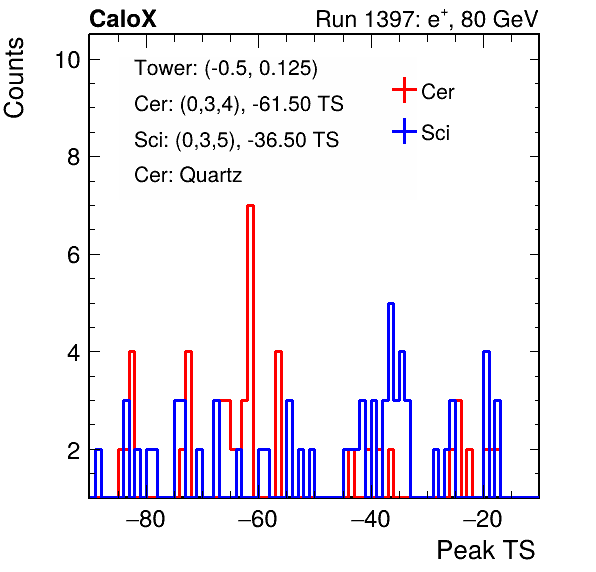 CaloX Run 1397: e⁺, 80 GeV
Counts
10
8
6
4
2
Tower: (-0.5, 0.125)
Cer: (0,3,4), -61.50 TS
Sci: (0,3,5), -36.50 TS
Cer: Quartz
Cer
Sci
−80 −60 −40 −20
Peak TS